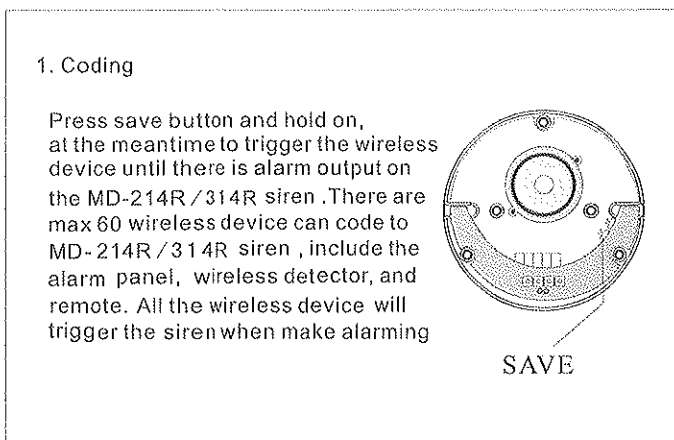 1. Coding
Press save button and hold on,
at the meantime to trigger the wireless
device until there is alarm output on
the MD-214R/314R siren .There are
max 60 wireless device can code to
MD-214R/314R siren , include the
alarm panel, wireless detector, and
remote. All the wireless device will
trigger the siren when make alarming
SAVE